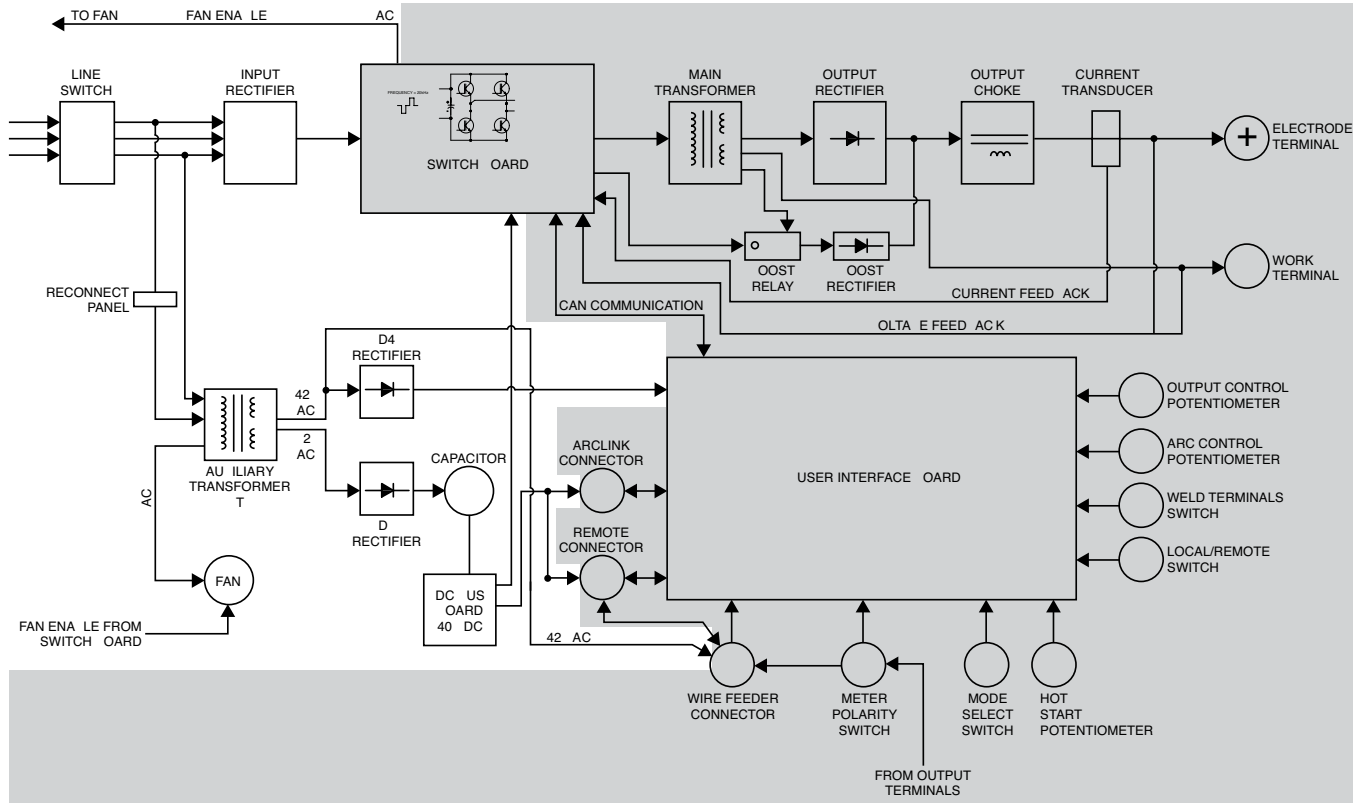 TO FAN FAN ENA LE AC
LINE
SWITCH
INPUT
RECTIFIER
FREQUENCY = 20kHz
SWITCH OARD
MAIN
TRANSFORMER
OUTPUT
RECTIFIER
OUTPUT
CHOKE
CURRENT
TRANSDUCER
+
ELECTRODE
TERMINAL
OOST
RELAY
OOST
RECTIFIER
WORK
TERMINAL
CURRENT FEED ACK
CAN COMMUNICATION
OLTA E FEED ACK
RECONNECT
PANEL
D4
RECTIFIER
42
AC
2
AC
AU ILIARY
TRANSFORMER
T
AC
CAPACITOR
D
RECTIFIER
ARCLINK
CONNECTOR
REMOTE
CONNECTOR
USER INTERFACE OARD
OUTPUT CONTROL
POTENTIOMETER
ARC CONTROL
POTENTIOMETER
WELD TERMINALS
SWITCH
LOCAL/REMOTE
SWITCH
FAN
FAN ENA LE FROM
SWITCH OARD
DC US
OARD
40 DC
42 AC
WIRE FEEDER
CONNECTOR
METER
POLARITY
SWITCH
MODE
SELECT
SWITCH
HOT
START
POTENTIOMETER
FROM OUTPUT
TERMINALS